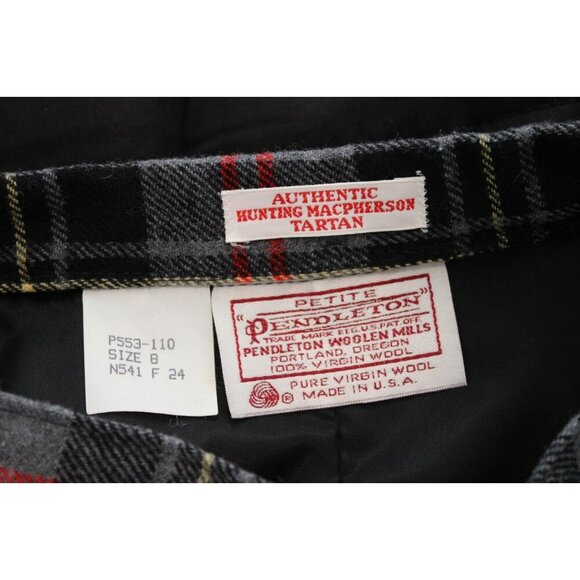 AUTHENTIC
HUNTING MACPHERSON
TARTAN
P553-110
SIZE 8
N541 F 24
PETITE
"PENDLETON"
TRADE MARK REG. U.S. PAT. OFF.
PENDLETON WOOLEN MILLS
PORTLAND, OREGON
100% VIRGIN WOOL
PURE VIRGIN WOOL
® MADE IN U.S.A.